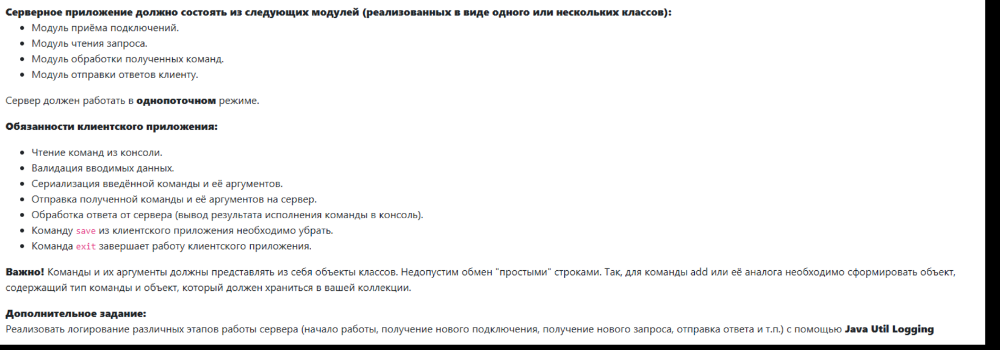 Серверное приложение должно состоять из следующих модулей (реализованных в виде одного или нескольких классов):
• Модуль приёма подключений.
• Модуль чтения запроса.
• Модуль обработки полученных команд.
• Модуль отправки ответов клиенту.
Сервер должен работать в однопоточном режиме.
Обязанности клиентского приложения:
• Чтение команд из консоли.
• Валидация вводимых данных.
• Сериализация введённой команды и её аргументов.
• Отправка полученной команды и её аргументов на сервер.
• Обработка ответа от сервера (вывод результата исполнения команды в консоль).
• Команду save из клиентского приложения необходимо убрать.
• Команда exit завершает работу клиентского приложения.
Важно! Команды и их аргументы должны представлять из себя объекты классов. Недопустим обмен "простыми" строками. Так, для команды add или её аналога необходимо сформировать объект,
содержащий тип команды и объект, который должен храниться в вашей коллекции.
Дополнительное задание:
Реализовать логирование различных этапов работы сервера (начало работы, получение нового подключения, получение нового запроса, отправка ответа и т.п.) с помощью Java Util Logging